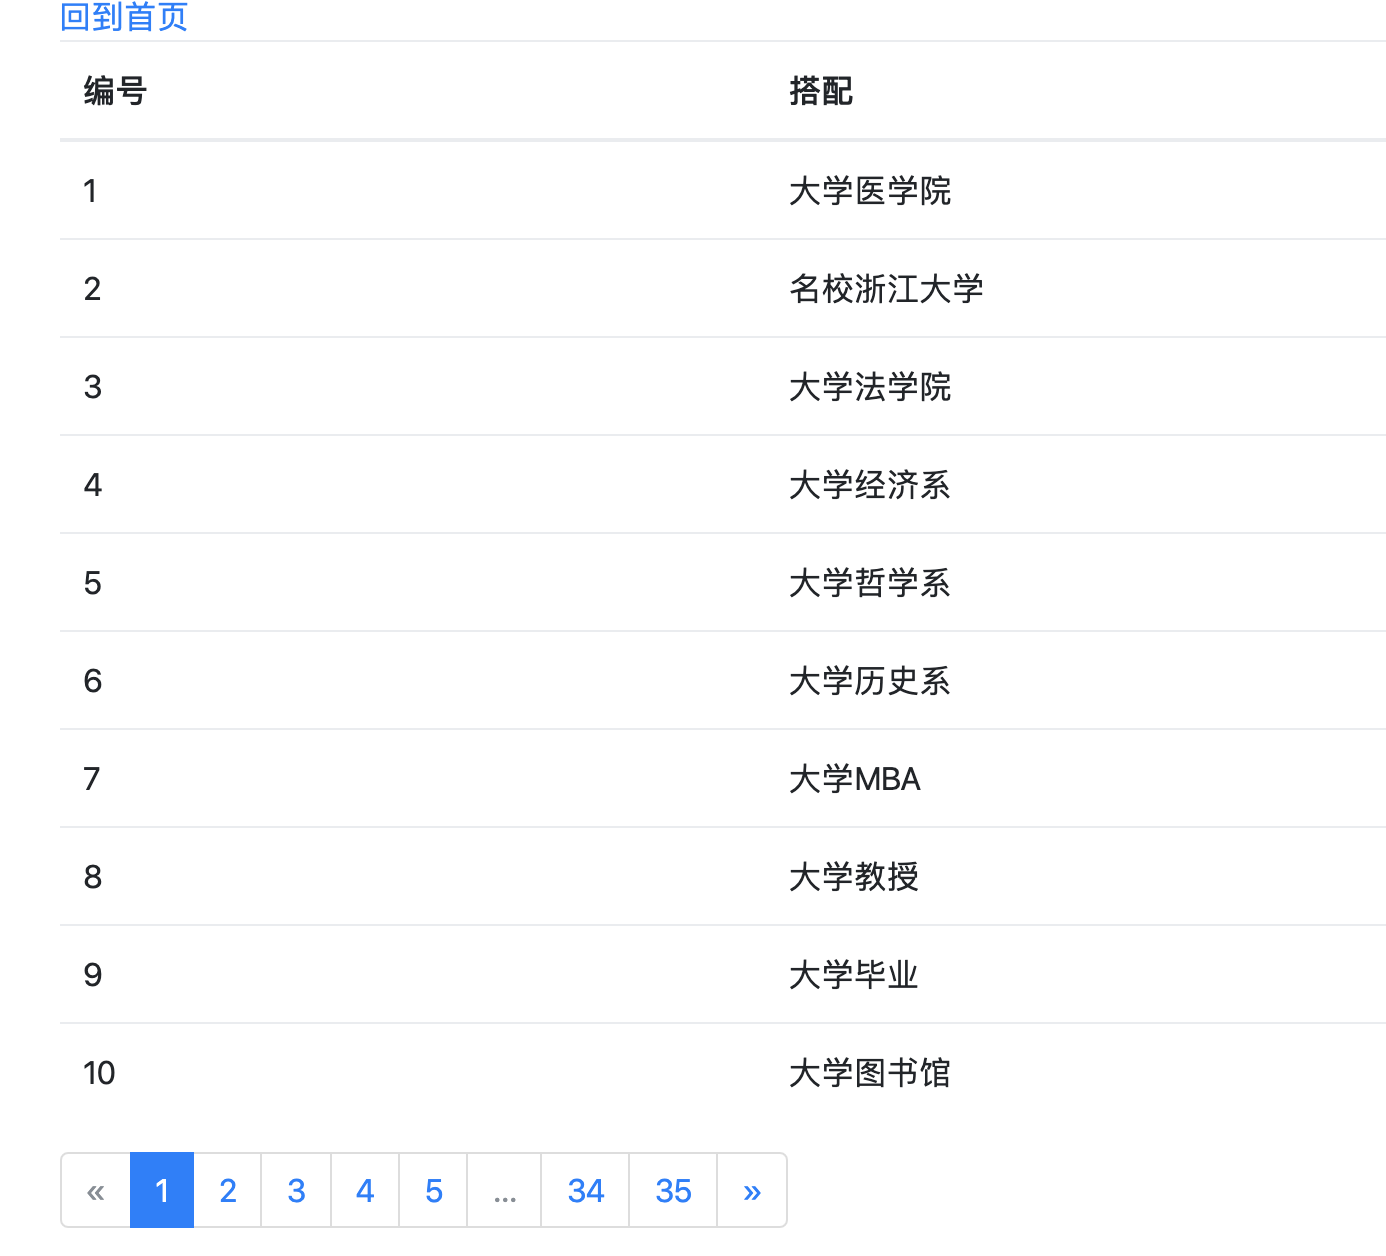 回到首页
编号 搭配
1 大学医学院
2 名校浙江大学
3 大学法学院
4 大学经济系
5 大学哲学系
6 大学历史系
7 大学MBA
8 大学教授
9 大学毕业
10 大学图书馆
« 1 2 3 4 5 ... 34 35 »